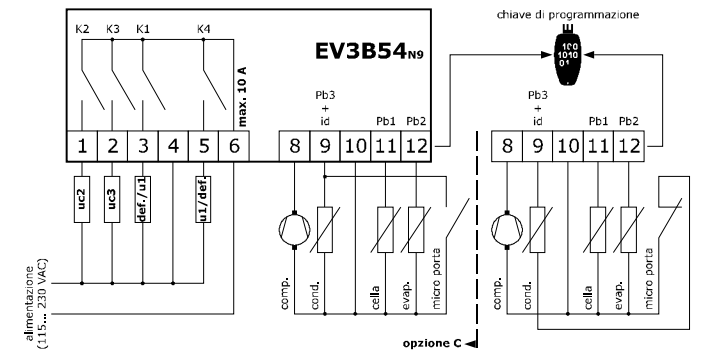 chiave di programmazione
K2 K3 K1 K4
EV3B54N9
max. 10 A
100
1010
01
Pb3
+
id
Pb1 Pb2
Pb3
+
id
Pb1 Pb2
1 2 3 4 5 6 8 9 10 11 12
8 9 10 11 12
uc2
uc3
def./u1
u1/def.
alimentazione
(115... 230 VAC)
comp.
cond.
cella
evap.
micro porta
comp.
cond.
cella
evap.
micro porta
opzione C